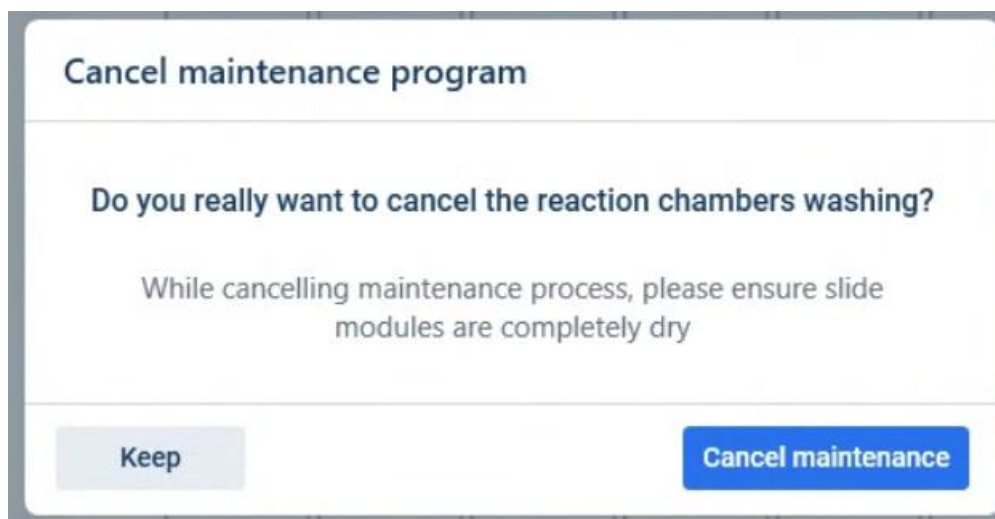 Cancel maintenance program
Do you really want to cancel the reaction chambers washing?
While cancelling maintenance process, please ensure slide
modules are completely dry
Keep
Cancel maintenance